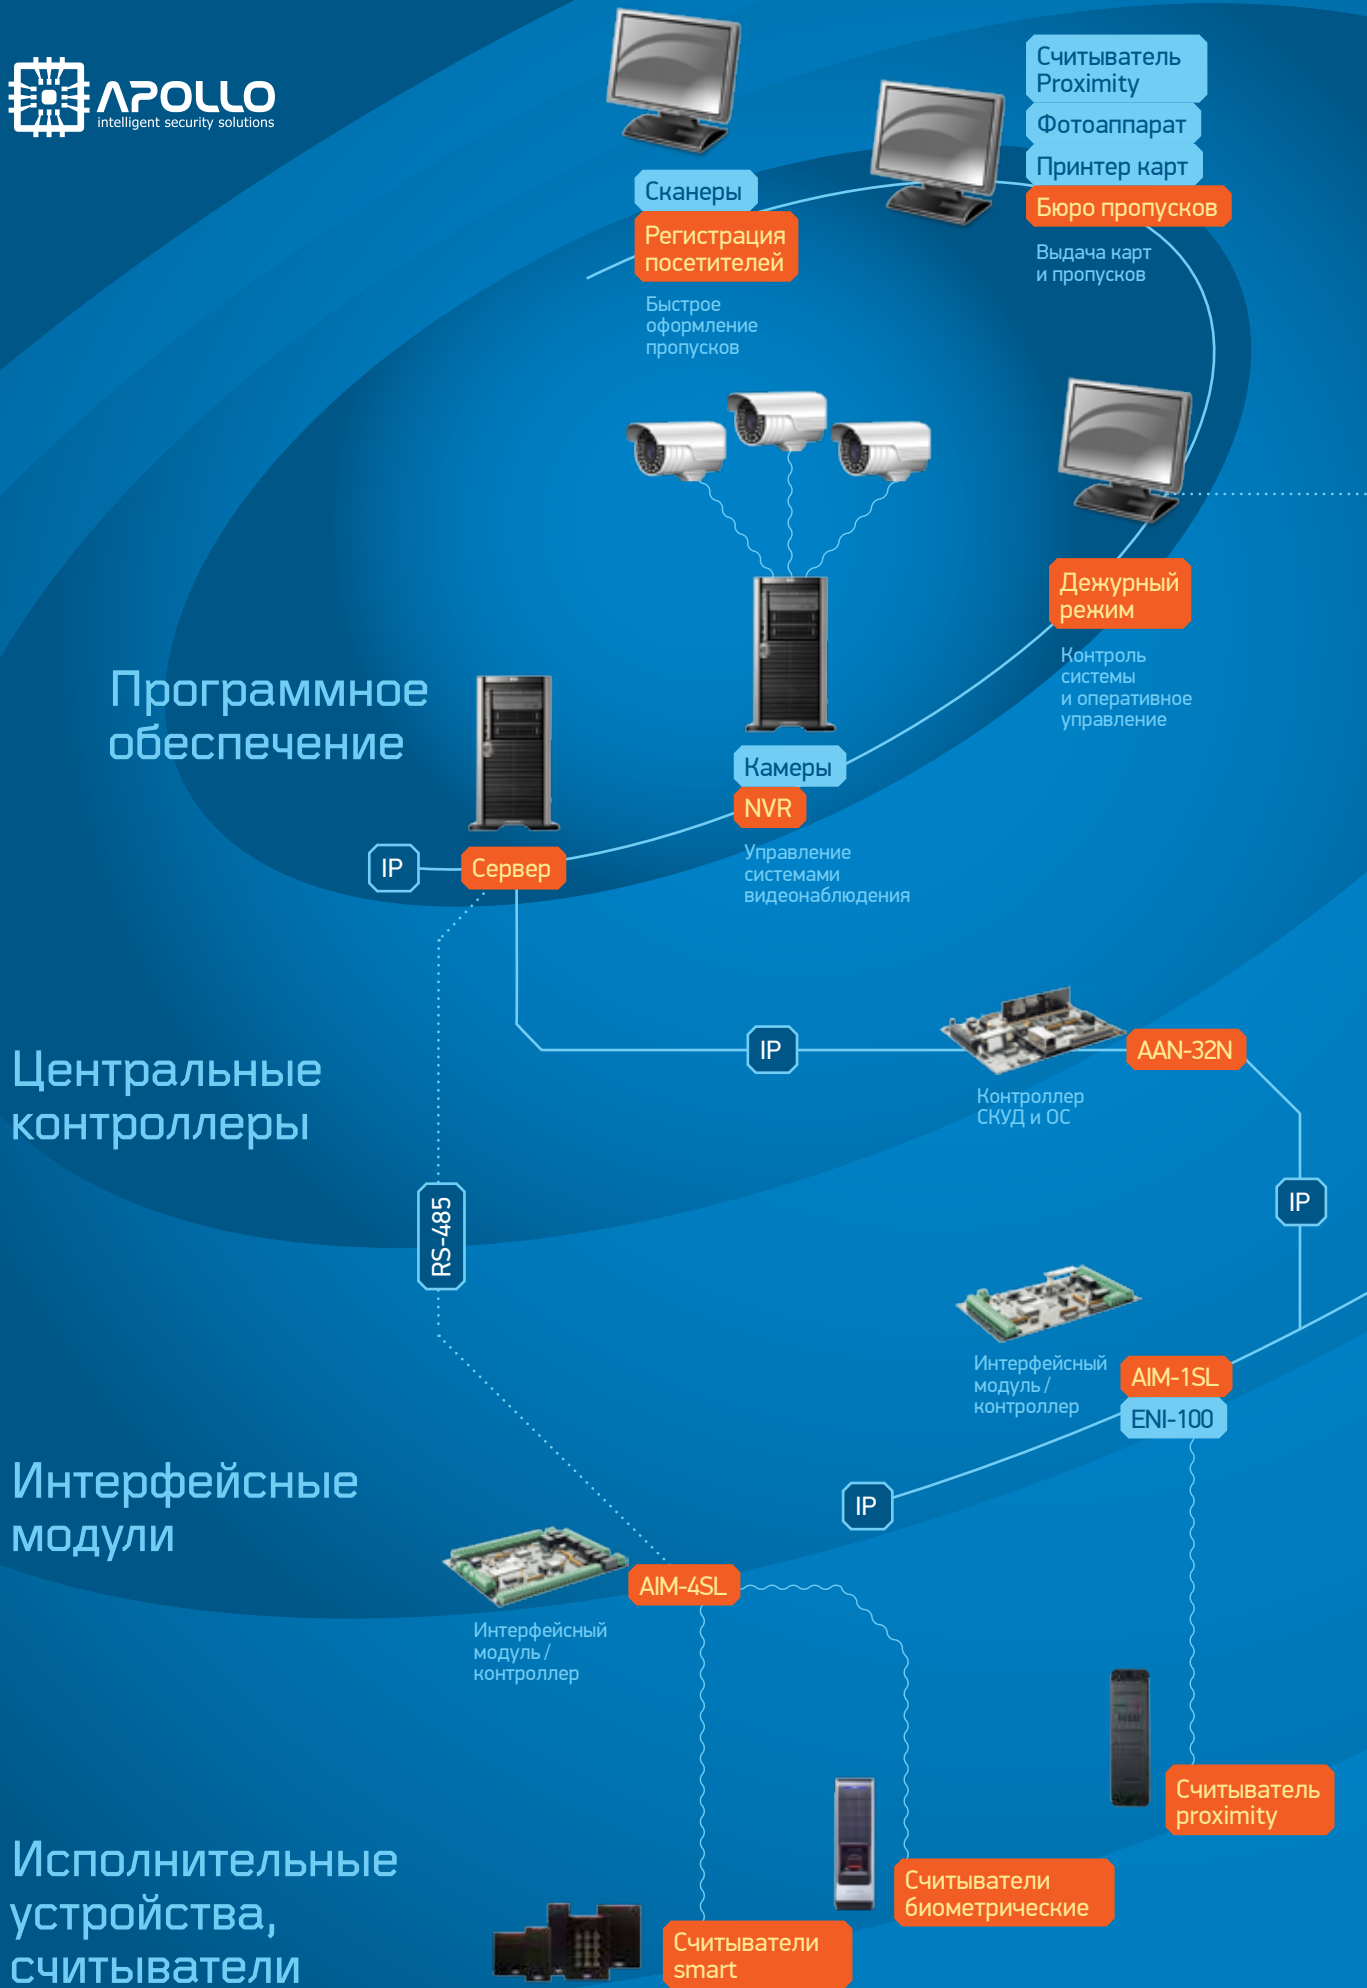 APOLLO
intelligent security solutions
Считыватель
Proximity
Фотоаппарат
Принтер карт
Бюро пропусков
Выдача карт
и пропусков
Сканеры
Регистрация
посетителей
Быстрое
оформление
пропусков
Дежурный
режим
Контроль
системы
и оперативное
управление
Программное
обеспечение
Камеры
NVR
Управление
системами
видеонаблюдения
IP
Сервер
Центральные
контроллеры
IP
AAN-32N
Контроллер
СКУД и ОС
RS-485
IP
Интерфейсный
модуль /
контроллер
AIM-1SL
ENI-100
Интерфейсные
модули
IP
AIM-4SL
Интерфейсный
модуль /
контроллер
Считыватель
proximity
Исполнительные
устройства,
считыватели
Считыватели
биометрические
Считыватели
smart